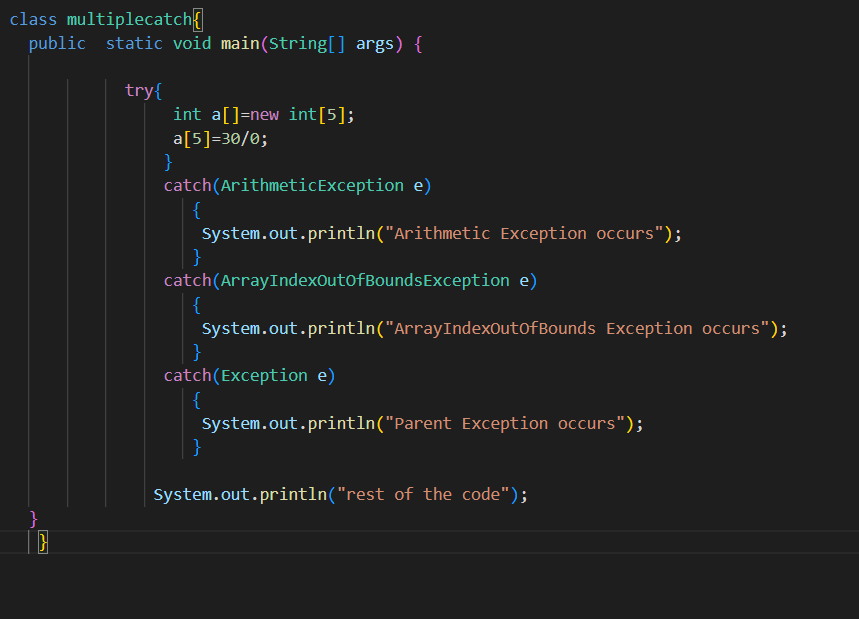 class multiplecatch{
public  static void main(String[] args) {
try{
int a[]=new int[5];
a[5]=30/0;
}
catch(ArithmeticException e)
{
System.out.println("Arithmetic Exception occurs");
}
catch(ArrayIndexOutOfBoundsException e)
{
System.out.println("ArrayIndexOutOfBounds Exception occurs");
}
catch(Exception e)
{
System.out.println("Parent Exception occurs");
}
System.out.println("rest of the code");
}
}